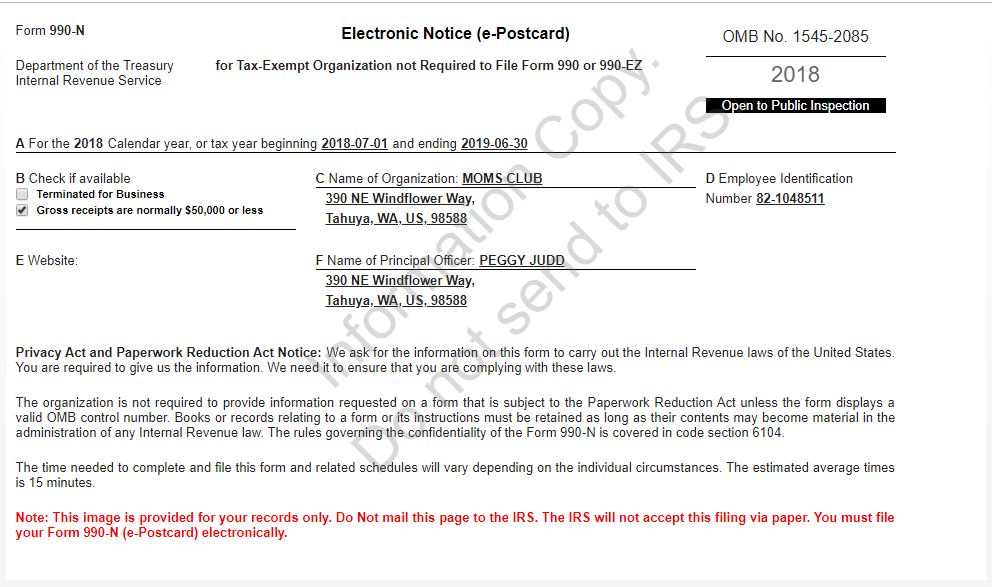 Form 990-N
Electronic Notice (e-Postcard)
OMB No. 1545-2085
Department of the Treasury
Internal Revenue Service
for Tax-Exempt Organization not Required to File Form 990 or 990-EZ
2018
Open to Public Inspection
A For the 2018 Calendar year, or tax year beginning 2018-07-01 and ending 2019-06-30
B Check if available
Terminated for Business
Gross receipts are normally $50,000 or less
C Name of Organization: MOMS CLUB
390 NE Windflower Way,
Tahuya, WA, US, 98588
D Employee Identification
Number 82-1048511
E Website:
F Name of Principal Officer: PEGGY JUDD
390 NE Windflower Way,
Tahuya, WA, US, 98588
Privacy Act and Paperwork Reduction Act Notice: We ask for the information on this form to carry out the Internal Revenue laws of the United States.
You are required to give us the information. We need it to ensure that you are complying with these laws.
The organization is not required to provide information requested on a form that is subject to the Paperwork Reduction Act unless the form displays a
valid OMB control number. Books or records relating to a form or its instructions must be retained as long as their contents may become material in the
administration of any Internal Revenue law. The rules governing the confidentiality of the Form 990-N is covered in code section 6104.
The time needed to complete and file this form and related schedules will vary depending on the individual circumstances. The estimated average times
is 15 minutes.
Note: This image is provided for your records only. Do Not mail this page to the IRS. The IRS will not accept this filing via paper. You must file
your Form 990-N (e-Postcard) electronically.
Information Copy.
Do not send to IRS